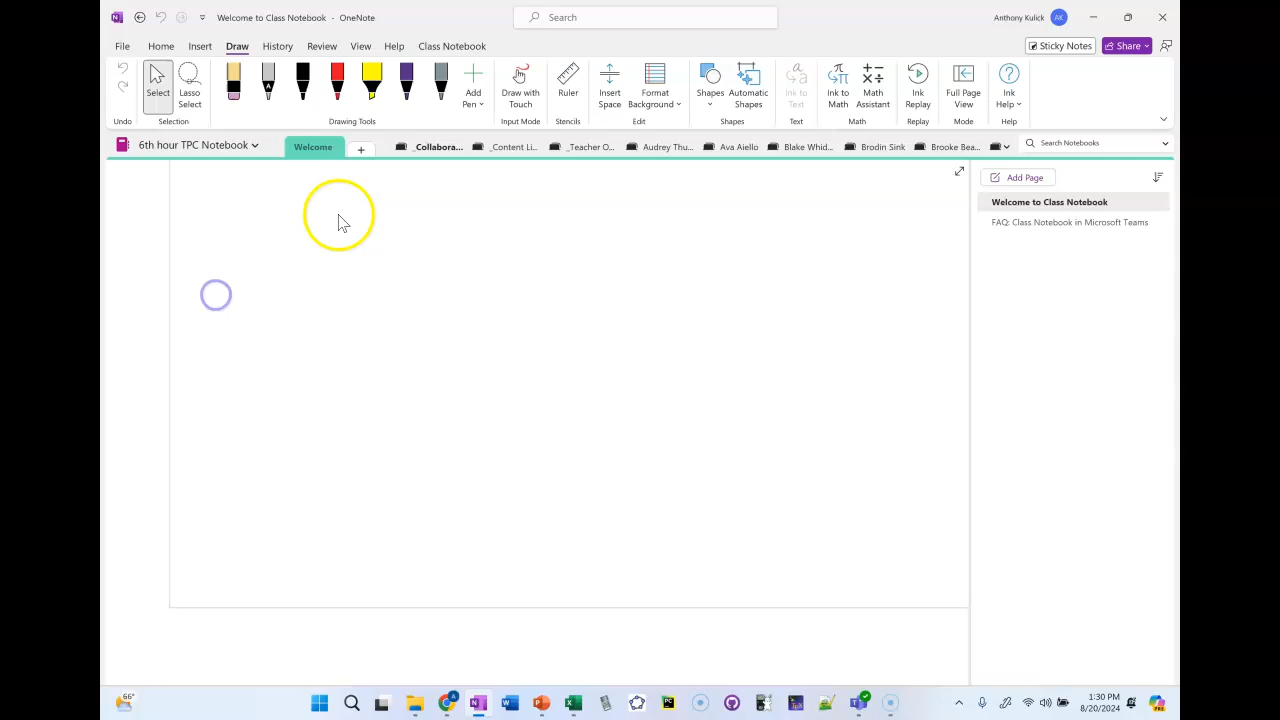 Welcome to Class Notebook - OneNote
Search
Anthony Kulick
AK
File Home Insert Draw History Review View Help Class Notebook
Sticky Notes
Share
Select
Lasso Select
Add Pen
Draw with Touch
Ruler
Insert Space
Format Background
Shapes
Automatic Shapes
Ink to Text
Ink to Math
Math Assistant
Ink Replay
Full Page View
Ink Help
Undo Selection Drawing Tools Input Mode Stencils Edit Shapes Text Math Replay Mode Help
6th hour TPC Notebook
Welcome
_Collabora...
_Content Li...
_Teacher O...
Audrey Thu...
Ava Aiello
Blake Whid...
Brodin Sink
Brooke Bea...
Search Notebooks
Add Page
Welcome to Class Notebook
FAQ: Class Notebook in Microsoft Teams
66°
1:30 PM
8/20/2024